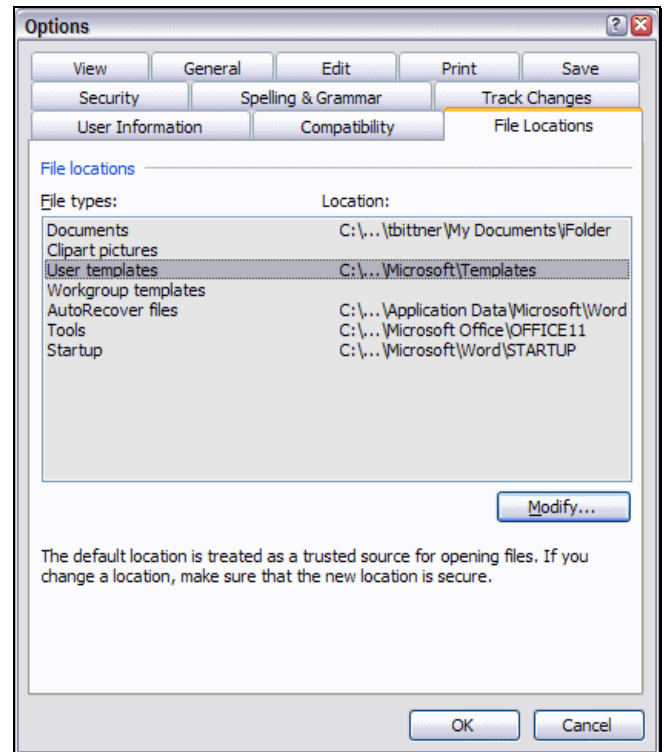 Options
View General Edit Print Save
Security Spelling & Grammar Track Changes
User Information Compatibility File Locations
File locations
File types: Location:
Documents C:\...\tbittner\My Documents\iFolder
Clipart pictures
User templates C:\...\Microsoft\Templates
Workgroup templates
AutoRecover files C:\...\Application Data\Microsoft\Word
Tools C:\...\Microsoft Office\OFFICE11
Startup C:\...\Microsoft\Word\STARTUP
Modify...
The default location is treated as a trusted source for opening files. If you
change a location, make sure that the new location is secure.
OK Cancel